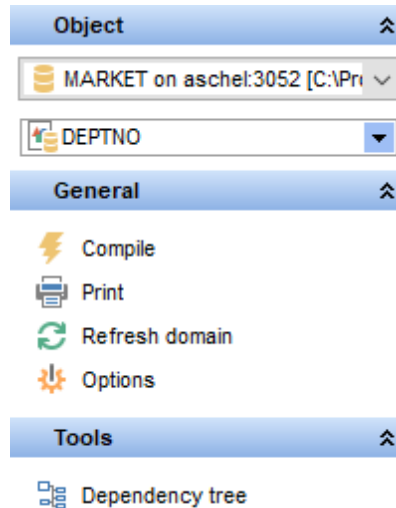 Object
MARKET on aschel:3052 [C:\Pr
DEPTNO
General
Compile
Print
Refresh domain
Options
Tools
Dependency tree